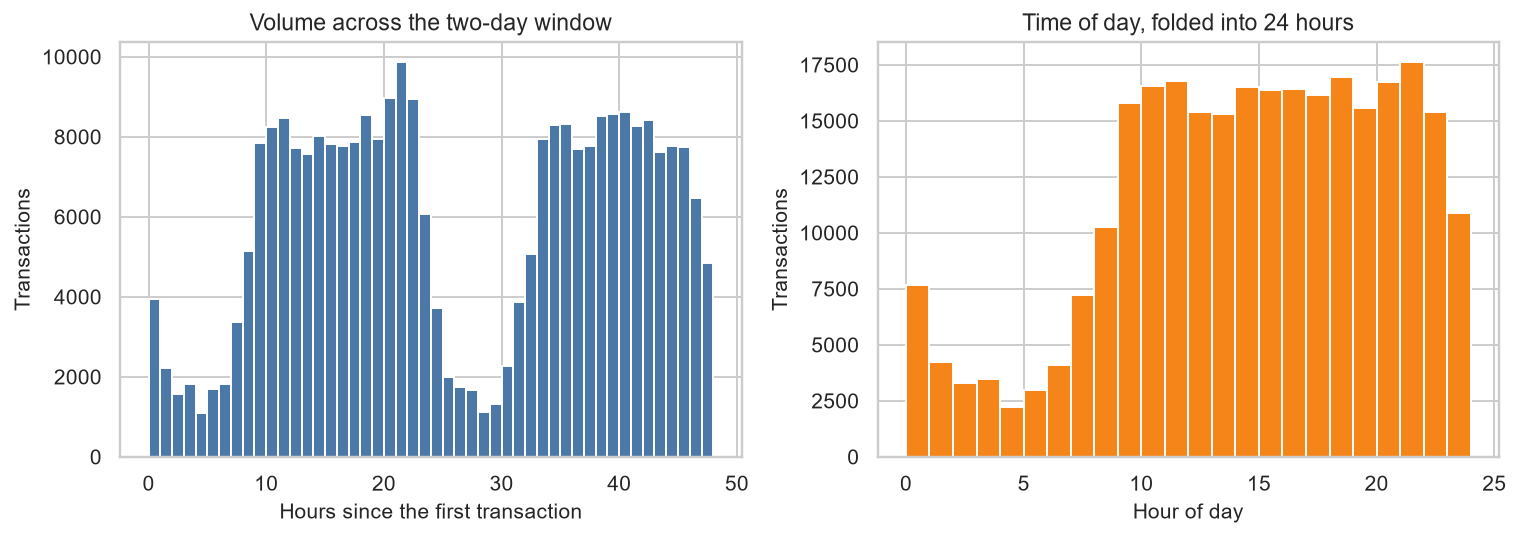 Volume across the two-day window
10000
8000
6000
4000
2000
0
Transactions
0 10 20 30 40 50
Hours since the first transaction
Time of day, folded into 24 hours
17500
15000
12500
10000
7500
5000
2500
0
Transactions
0 5 10 15 20 25
Hour of day